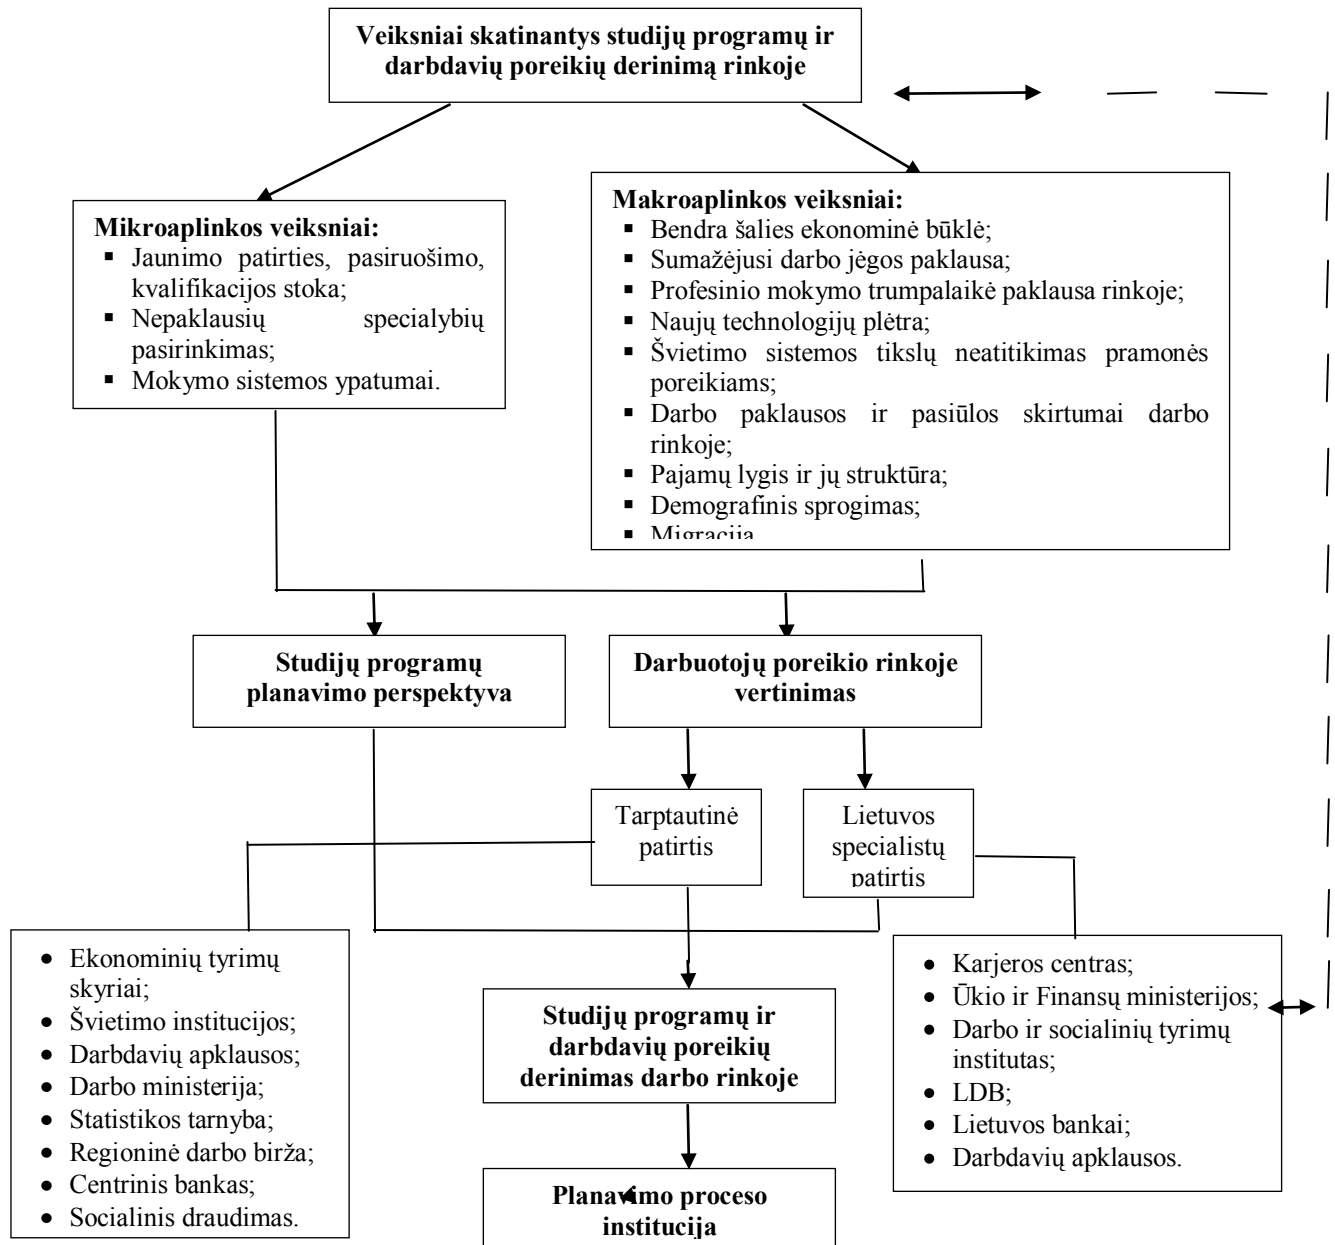 Veiksniai skatinantys studijų programų ir
darbdavių poreikių derinimą rinkoje
Mikroaplinkos veiksniai:
▪ Jaunimo patirties, pasiruošimo,
kvalifikacijos stoka;
▪ Nepaklausių specialybių
pasirinkimas;
▪ Mokymo sistemos ypatumai.
Makroaplinkos veiksniai:
▪ Bendra šalies ekonominė būklė;
▪ Sumažėjusi darbo jėgos paklausa;
▪ Profesinio mokymo trumpalaikė paklausa rinkoje;
▪ Naujų technologijų plėtra;
▪ Švietimo sistemos tikslų neatitikimas pramonės
poreikiams;
▪ Darbo paklausos ir pasiūlos skirtumai darbo
rinkoje;
▪ Pajamų lygis ir jų struktūra;
▪ Demografinis sprogimas;
▪ Migracija
Studijų programų
planavimo perspektyva
Darbuotojų poreikio rinkoje
vertinimas
Tarptautinė
patirtis
Lietuvos
specialistų
patirtis
• Ekonominių tyrimų
skyriai;
• Švietimo institucijos;
• Darbdavių apklausos;
• Darbo ministerija;
• Statistikos tarnyba;
• Regioninė darbo birža;
• Centrinis bankas;
• Socialinis draudimas.
Studijų programų ir
darbdavių poreikių
derinimas darbo rinkoje
• Karjeros centras;
• Ūkio ir Finansų ministerijos;
• Darbo ir socialinių tyrimų
institutas;
• LDB;
• Lietuvos bankai;
• Darbdavių apklausos.
Planavimo proceso
institucija